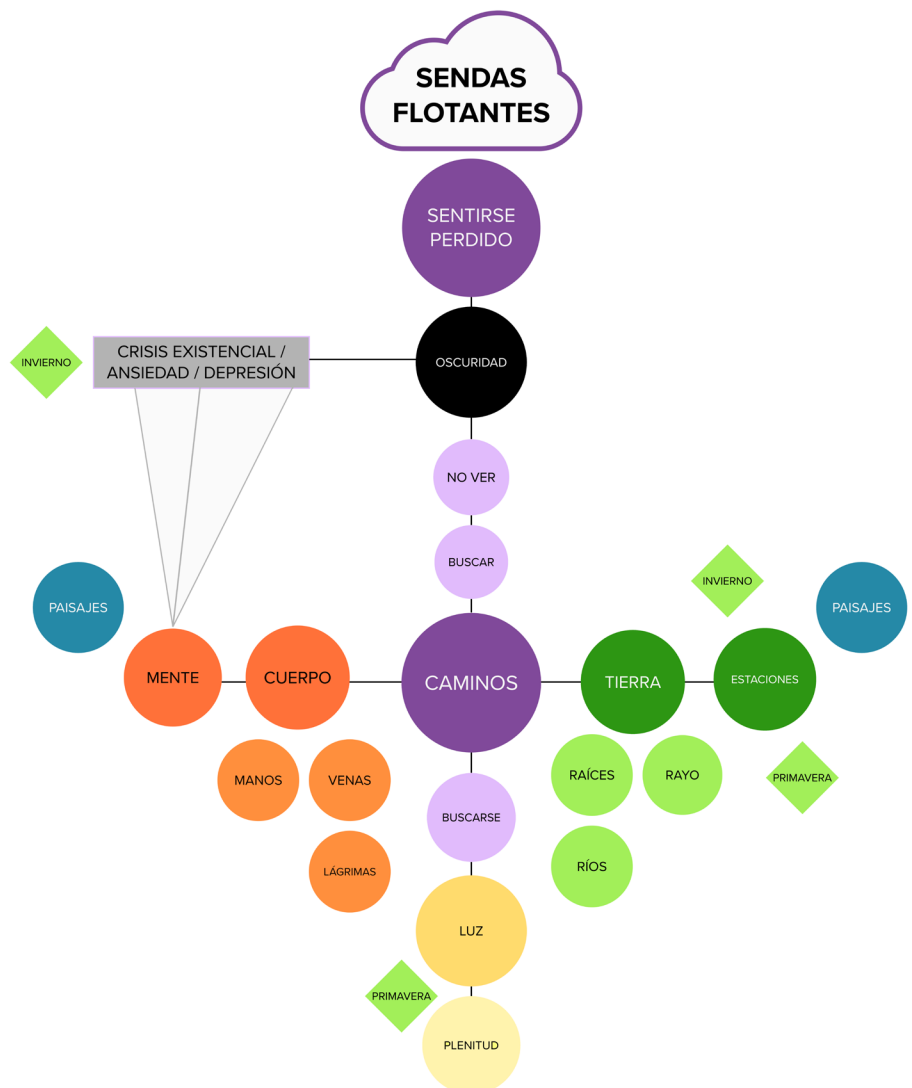 SENDAS
FLOTANTES
SENTIRSE
PERDIDO
INVIERNO
CRISIS EXISTENCIAL /
ANSIEDAD / DEPRESIÓN
OSCURIDAD
NO VER
BUSCAR
INVIERNO
PAISAJES
PAISAJES
MENTE
CUERPO
CAMINOS
TIERRA
ESTACIONES
MANOS
VENAS
RAÍCES
RAYO
PRIMAVERA
BUSCARSE
LÁGRIMAS
RÍOS
LUZ
PRIMAVERA
PLENITUD